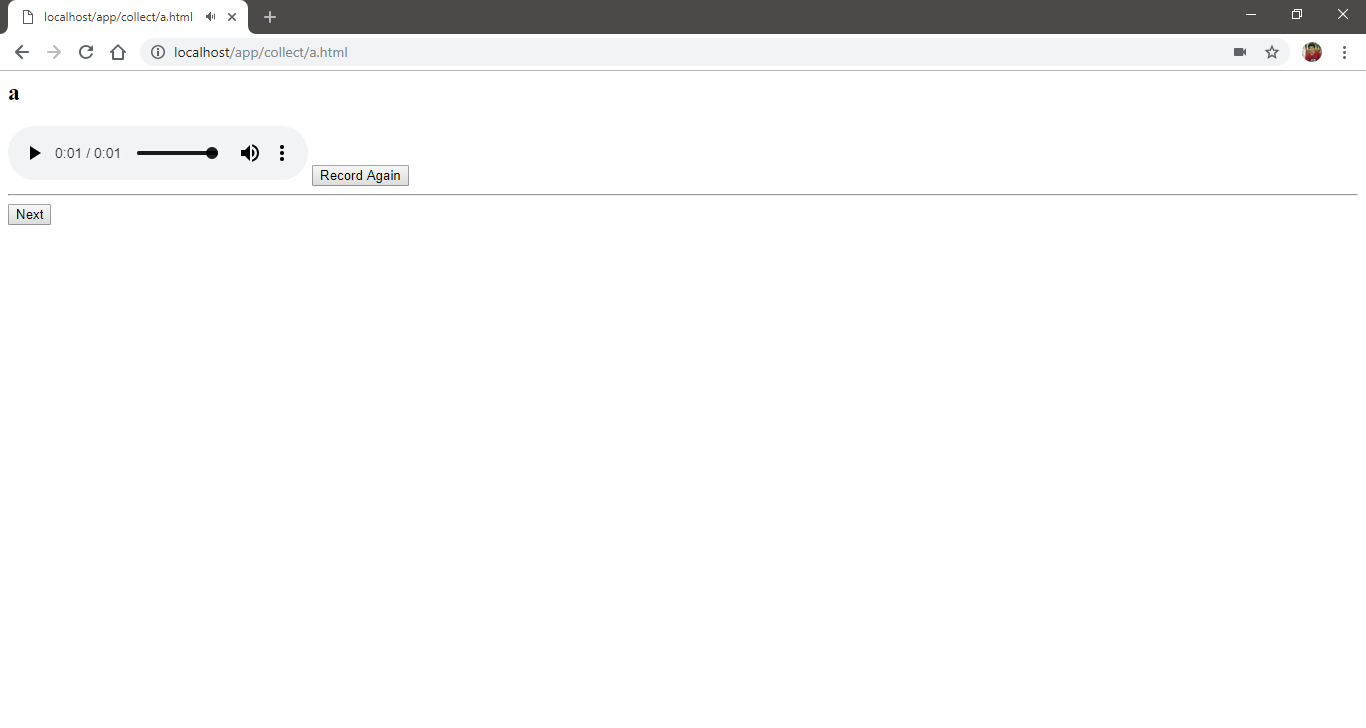 localhost/app/collect/a.html
localhost/app/collect/a.html
a
0:01 / 0:01
Record Again
Next